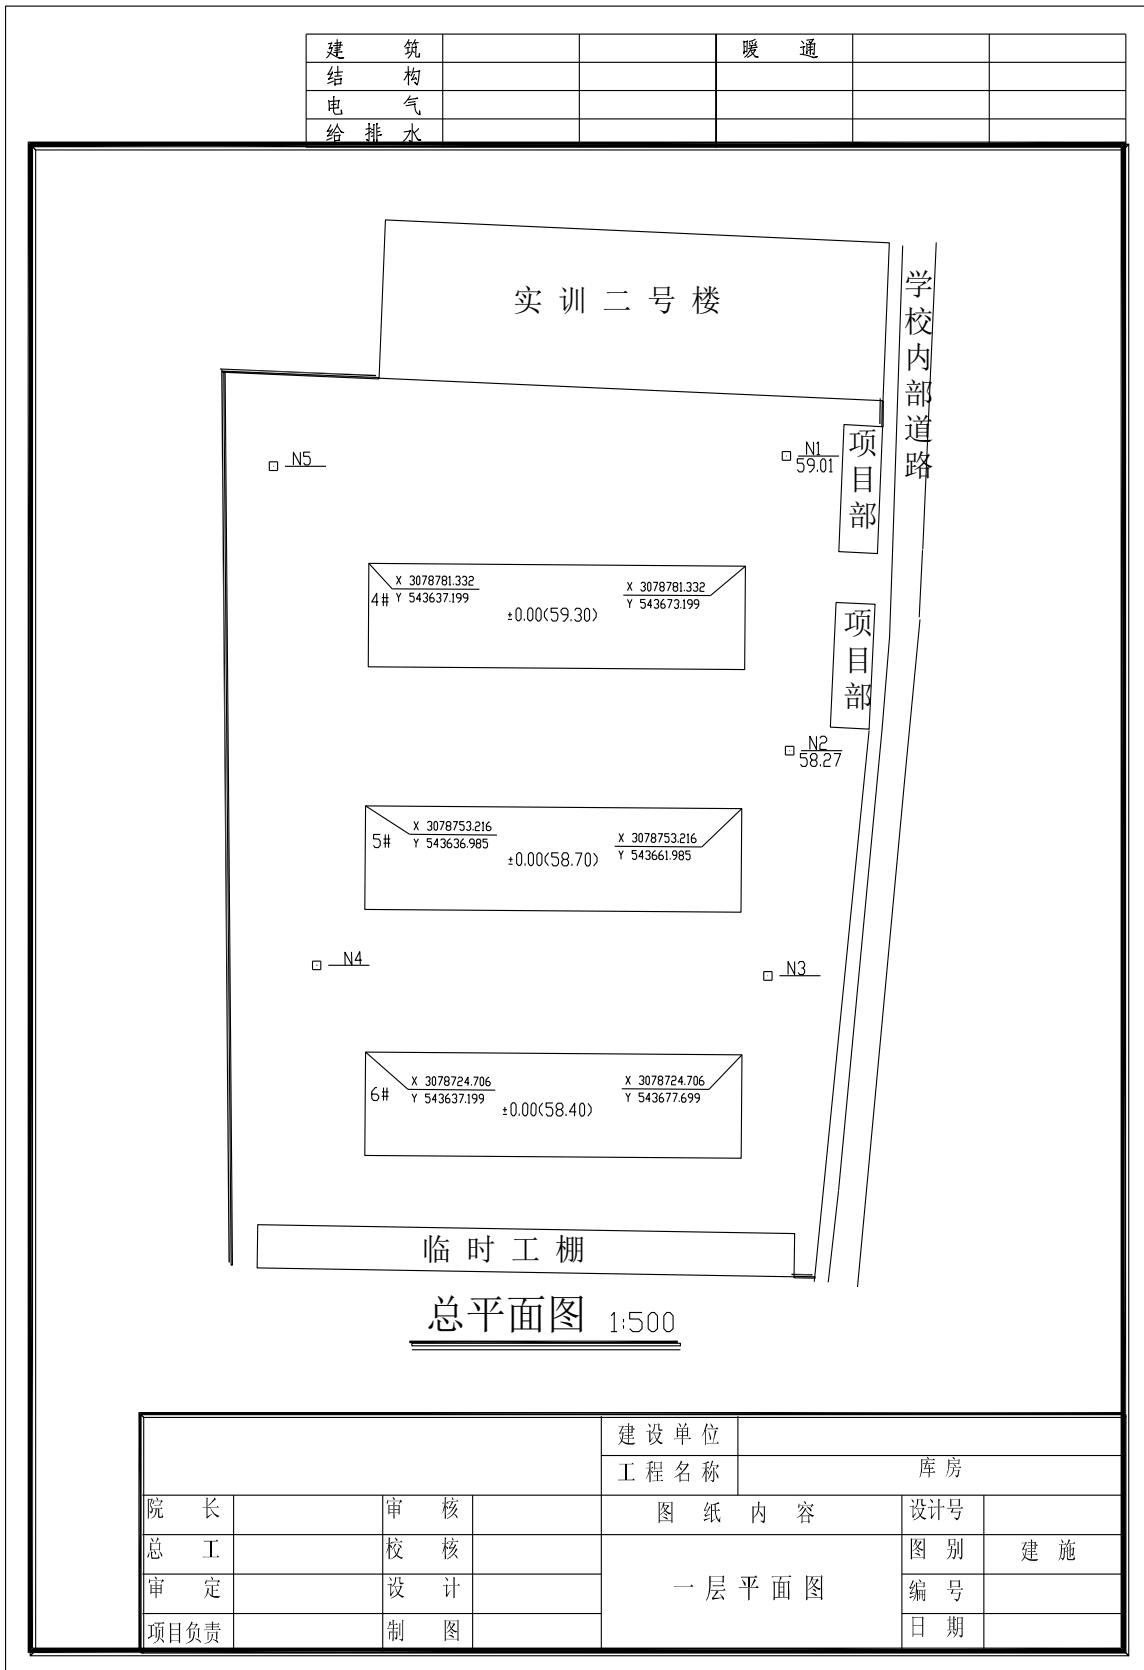 建 筑 暖 通
结 构
电 气
给 排 水
实训二号楼
学校内部道路
N5
N1
59.01
项目部
X 3078781.332
Y 543637.199
X 3078781.332
Y 543673.199
4#
±0.00(59.30)
项目部
N2
58.27
X 3078753.216
Y 543636.985
X 3078753.216
Y 543661.985
5#
±0.00(58.70)
N4
N3
X 3078724.706
Y 543637.199
X 3078724.706
Y 543677.699
6#
±0.00(58.40)
临时工棚
总平面图 1:500
建设单位
工程名称 库房
院 长 审 核 图 纸 内 容 设计号
总 工 校 核 图 别 建 施
审 定 设 计 一层平面图 编 号
项目负责 制 图 日 期